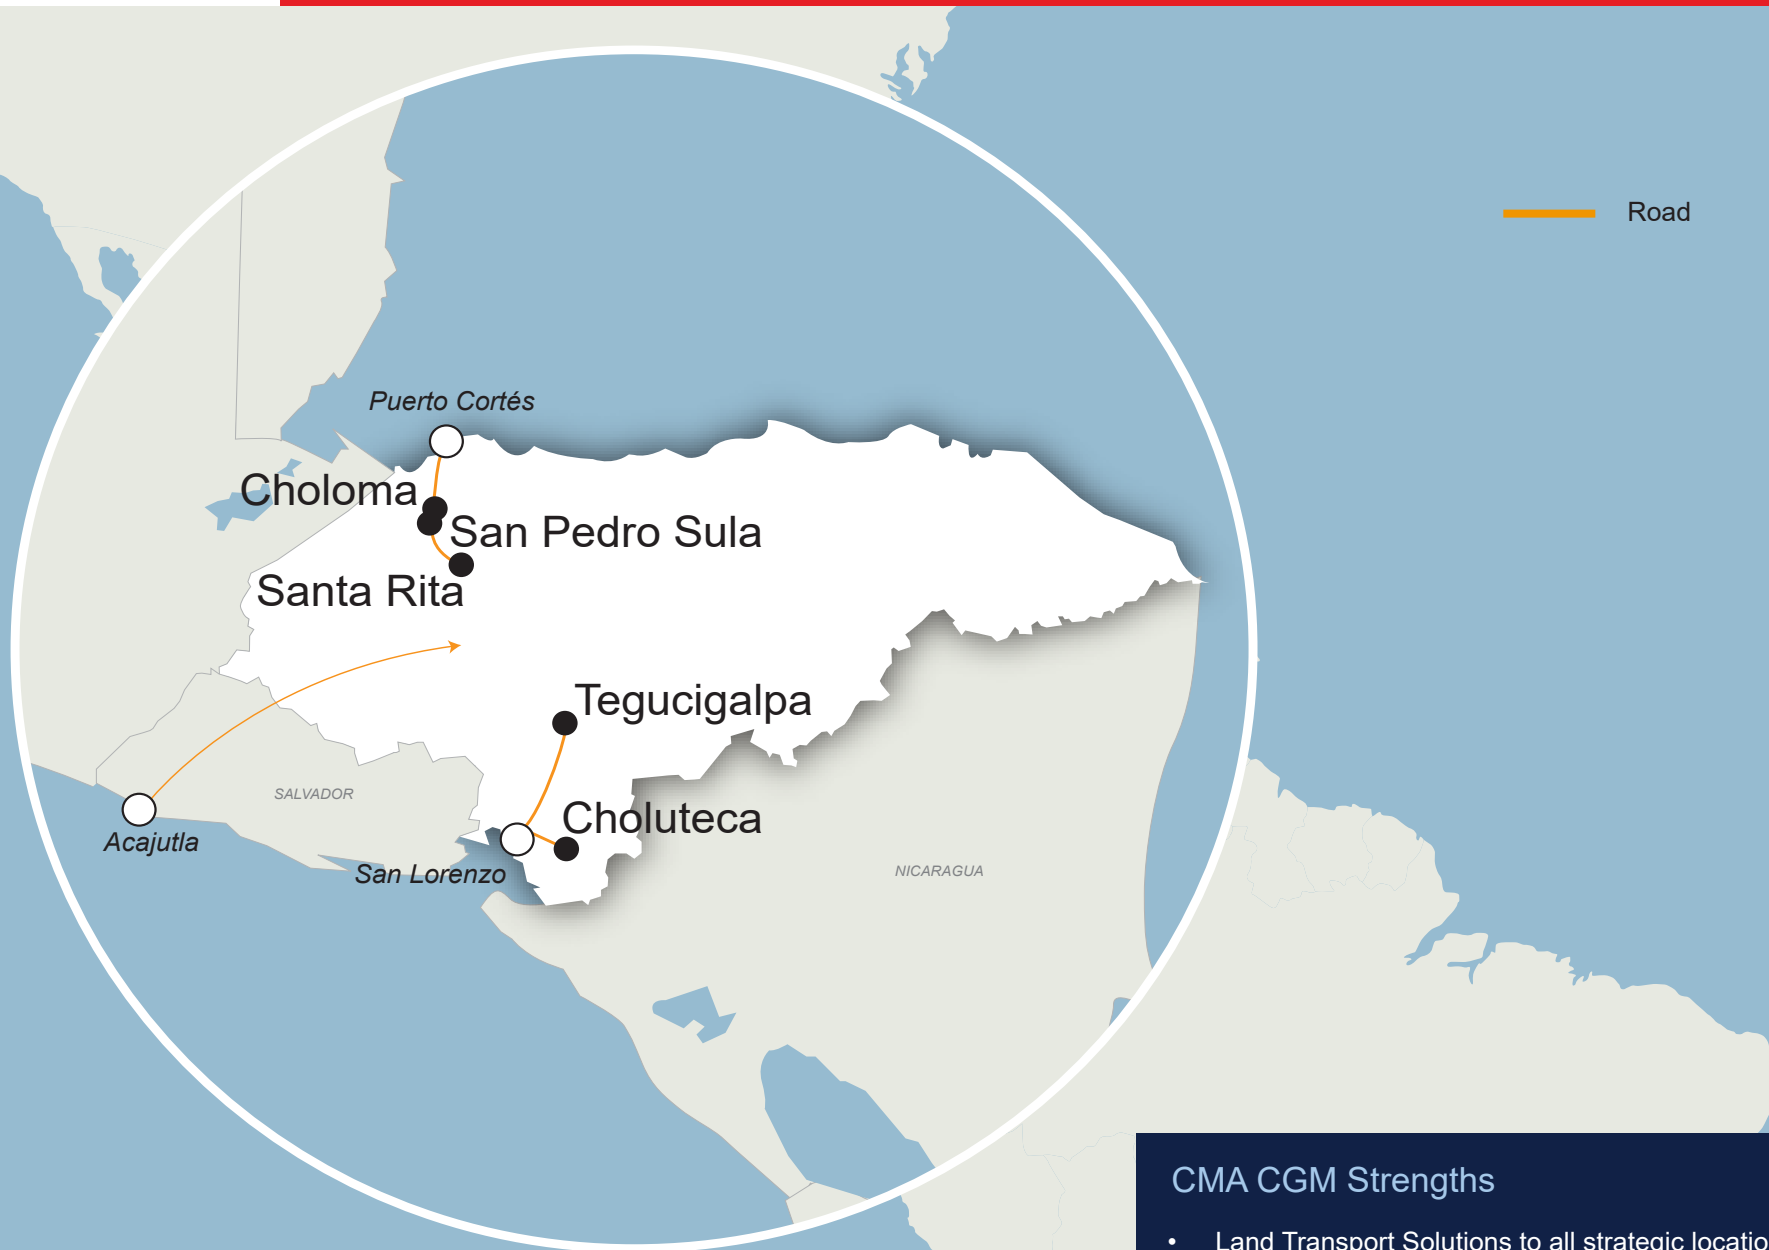 Road
Puerto Cortés
Choloma
San Pedro Sula
Santa Rita
Tegucigalpa
SALVADOR
Choluteca
Acajutla
San Lorenzo
NICARAGUA
CMA CGM Strengths
• Land Transport Solutions to all strategic locatio